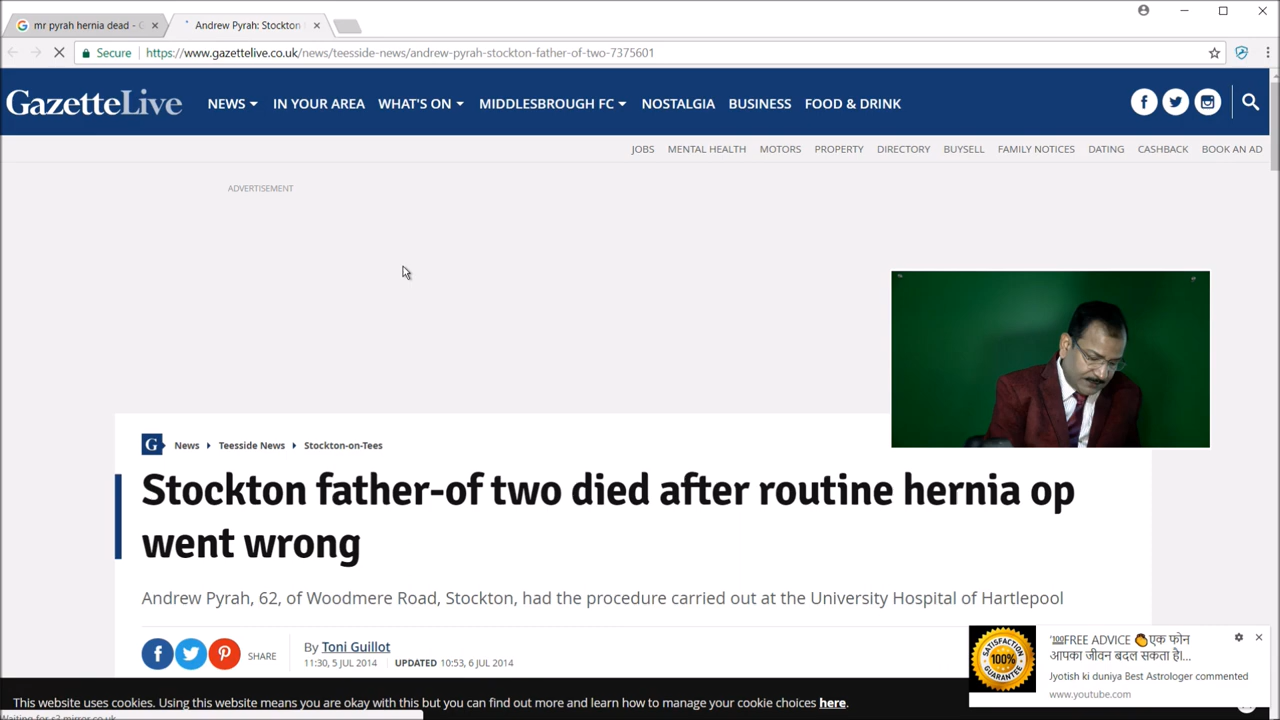 mr pyrah hernia dead -
Andrew Pyrah: Stockton
Secure
https://www.gazettelive.co.uk/news/teesside-news/andrew-pyrah-stockton-father-of-two-7375601
GazetteLive
NEWS
IN YOUR AREA
WHAT'S ON
MIDDLESBROUGH FC
NOSTALGIA
BUSINESS
FOOD & DRINK
JOBS
MENTAL HEALTH
MOTORS
PROPERTY
DIRECTORY
BUYSELL
FAMILY NOTICES
DATING
CASHBACK
BOOK AN AD
ADVERTISEMENT
G
News
Teesside News
Stockton-on-Tees
Stockton father-of two died after routine hernia op
went wrong
Andrew Pyrah, 62, of Woodmere Road, Stockton, had the procedure carried out at the University Hospital of Hartlepool
SHARE
By Toni Guillot
11:30, 5 JUL 2014
UPDATED 10:53, 6 JUL 2014
SATISFACTION
100%
GUARANTEE
'💯FREE ADVICE 👏एक फोन
आपका जीवन बदल सकता है।...
Jyotish ki duniya Best Astrologer commented
www.youtube.com
This website uses cookies. Using this website means you are okay with this but you can find out more and learn how to manage your cookie choices here.